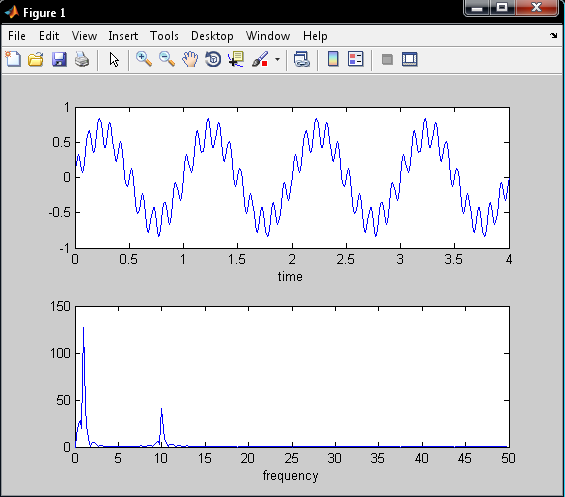 Figure 1
File Edit View Insert Tools Desktop Window Help
1
0.5
0
-0.5
-1
0 0.5 1 1.5 2 2.5 3 3.5 4
time
150
100
50
0
0 5 10 15 20 25 30 35 40 45 50
frequency